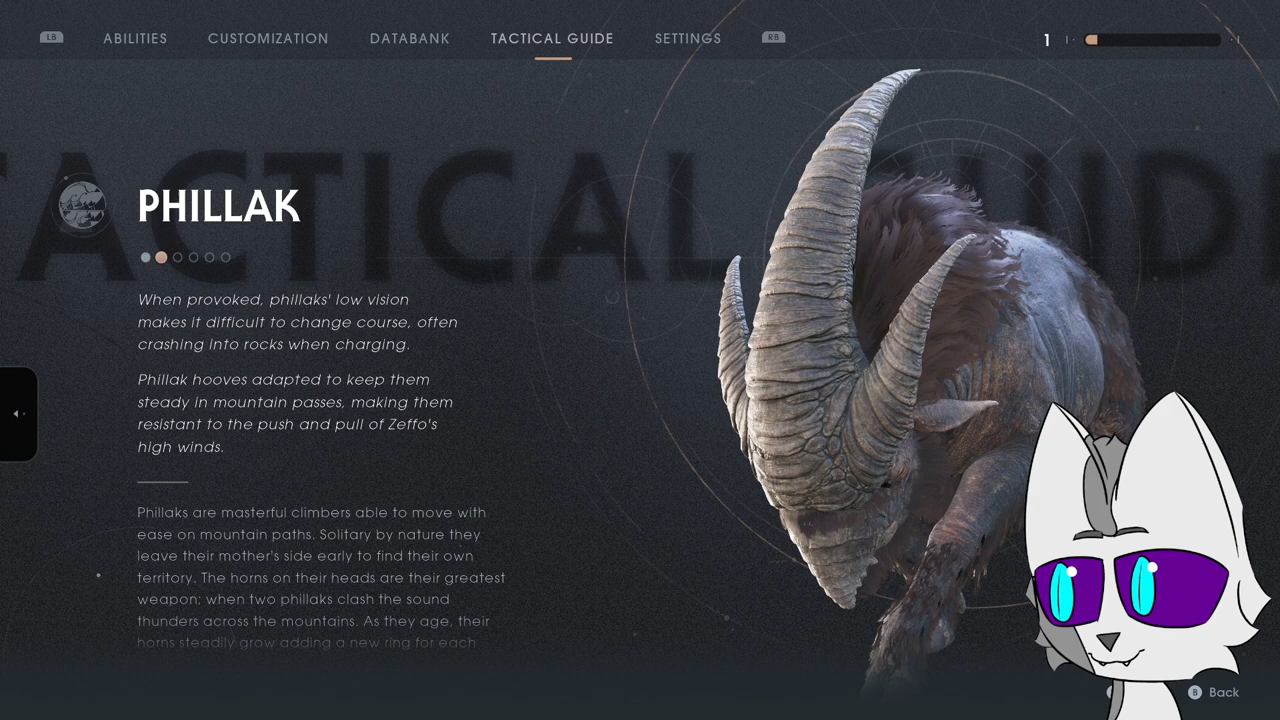 LB ABILITIES CUSTOMIZATION DATABANK TACTICAL GUIDE SETTINGS RB 1
TACTICAL GUIDE
PHILLAK
When provoked, phillaks' low vision
makes it difficult to change course, often
crashing into rocks when charging.
Phillak hooves adapted to keep them
steady in mountain passes, making them
resistant to the push and pull of Zeffo's
high winds.
Phillaks are masterful climbers able to move with
ease on mountain paths. Solitary by nature they
leave their mother's side early to find their own
territory. The horns on their heads are their greatest
weapon; when two phillaks clash the sound
thunders across the mountains. As they age, their
horns steadily grow adding a new ring for each
B Back